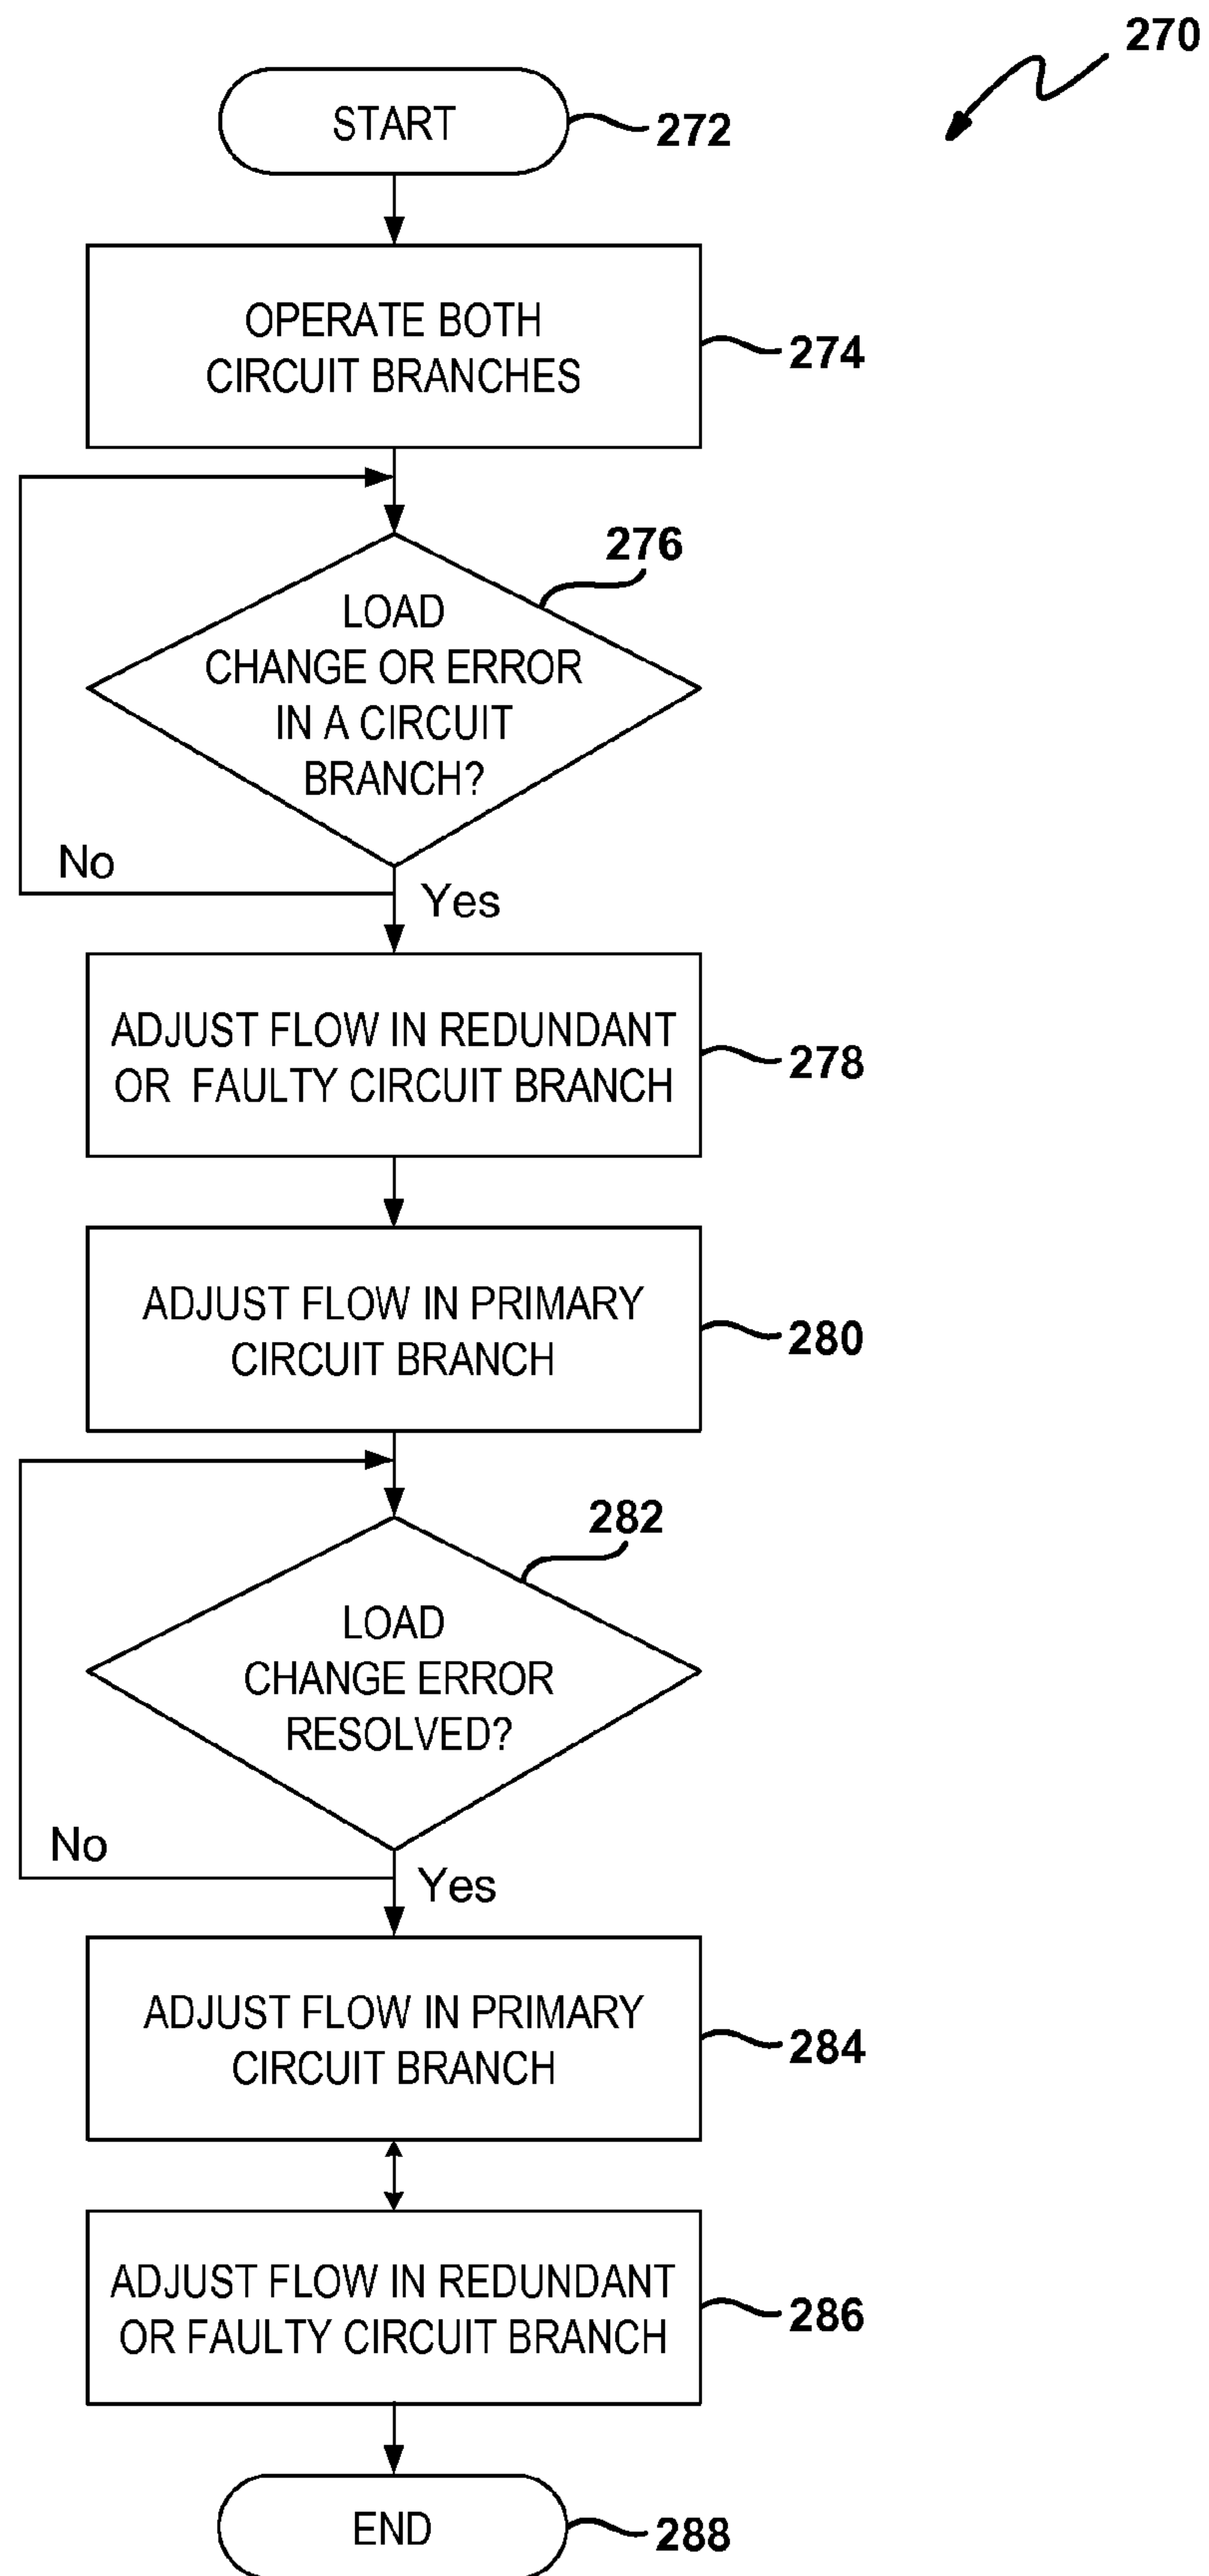 270
START
272
OPERATE BOTH
CIRCUIT BRANCHES
274
276
LOAD
CHANGE OR ERROR
IN A CIRCUIT
BRANCH?
No
Yes
ADJUST FLOW IN REDUNDANT
OR FAULTY CIRCUIT BRANCH
278
ADJUST FLOW IN PRIMARY
CIRCUIT BRANCH
280
282
LOAD
CHANGE ERROR
RESOLVED?
No
Yes
ADJUST FLOW IN PRIMARY
CIRCUIT BRANCH
284
ADJUST FLOW IN REDUNDANT
OR FAULTY CIRCUIT BRANCH
286
END
288